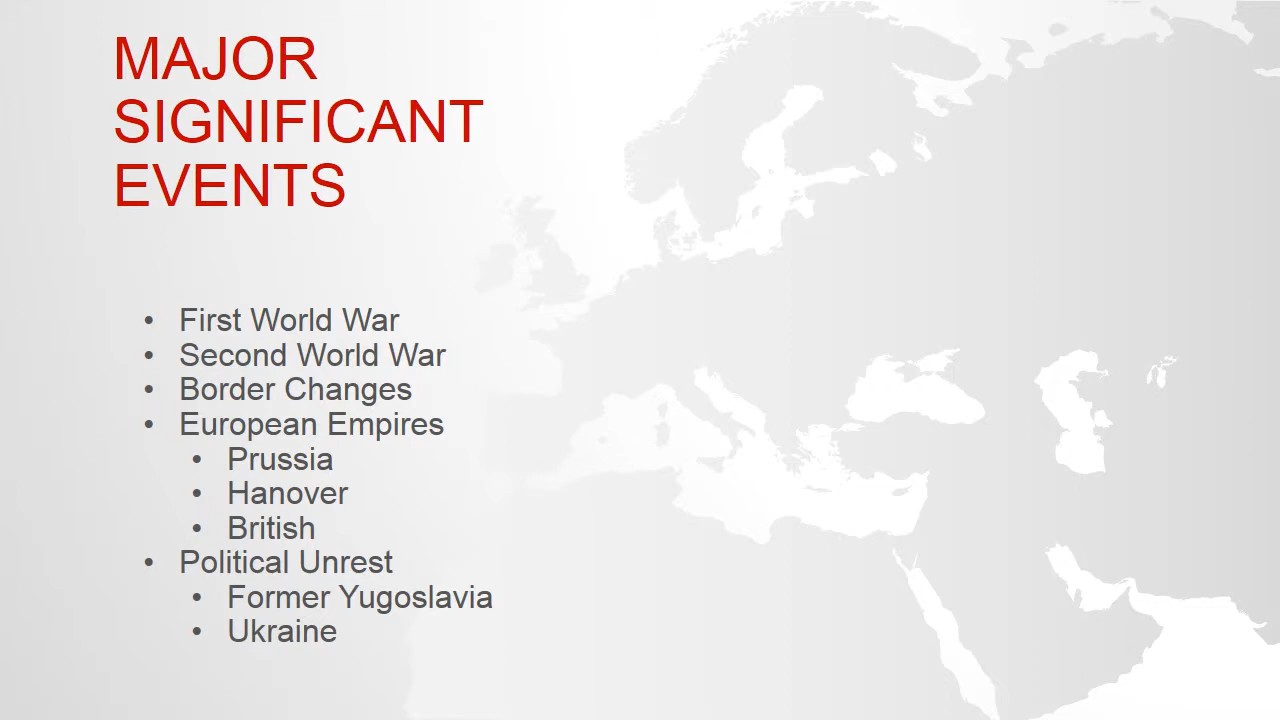 MAJOR
SIGNIFICANT
EVENTS
• First World War
• Second World War
• Border Changes
• European Empires
• Prussia
• Hanover
• British
• Political Unrest
• Former Yugoslavia
• Ukraine